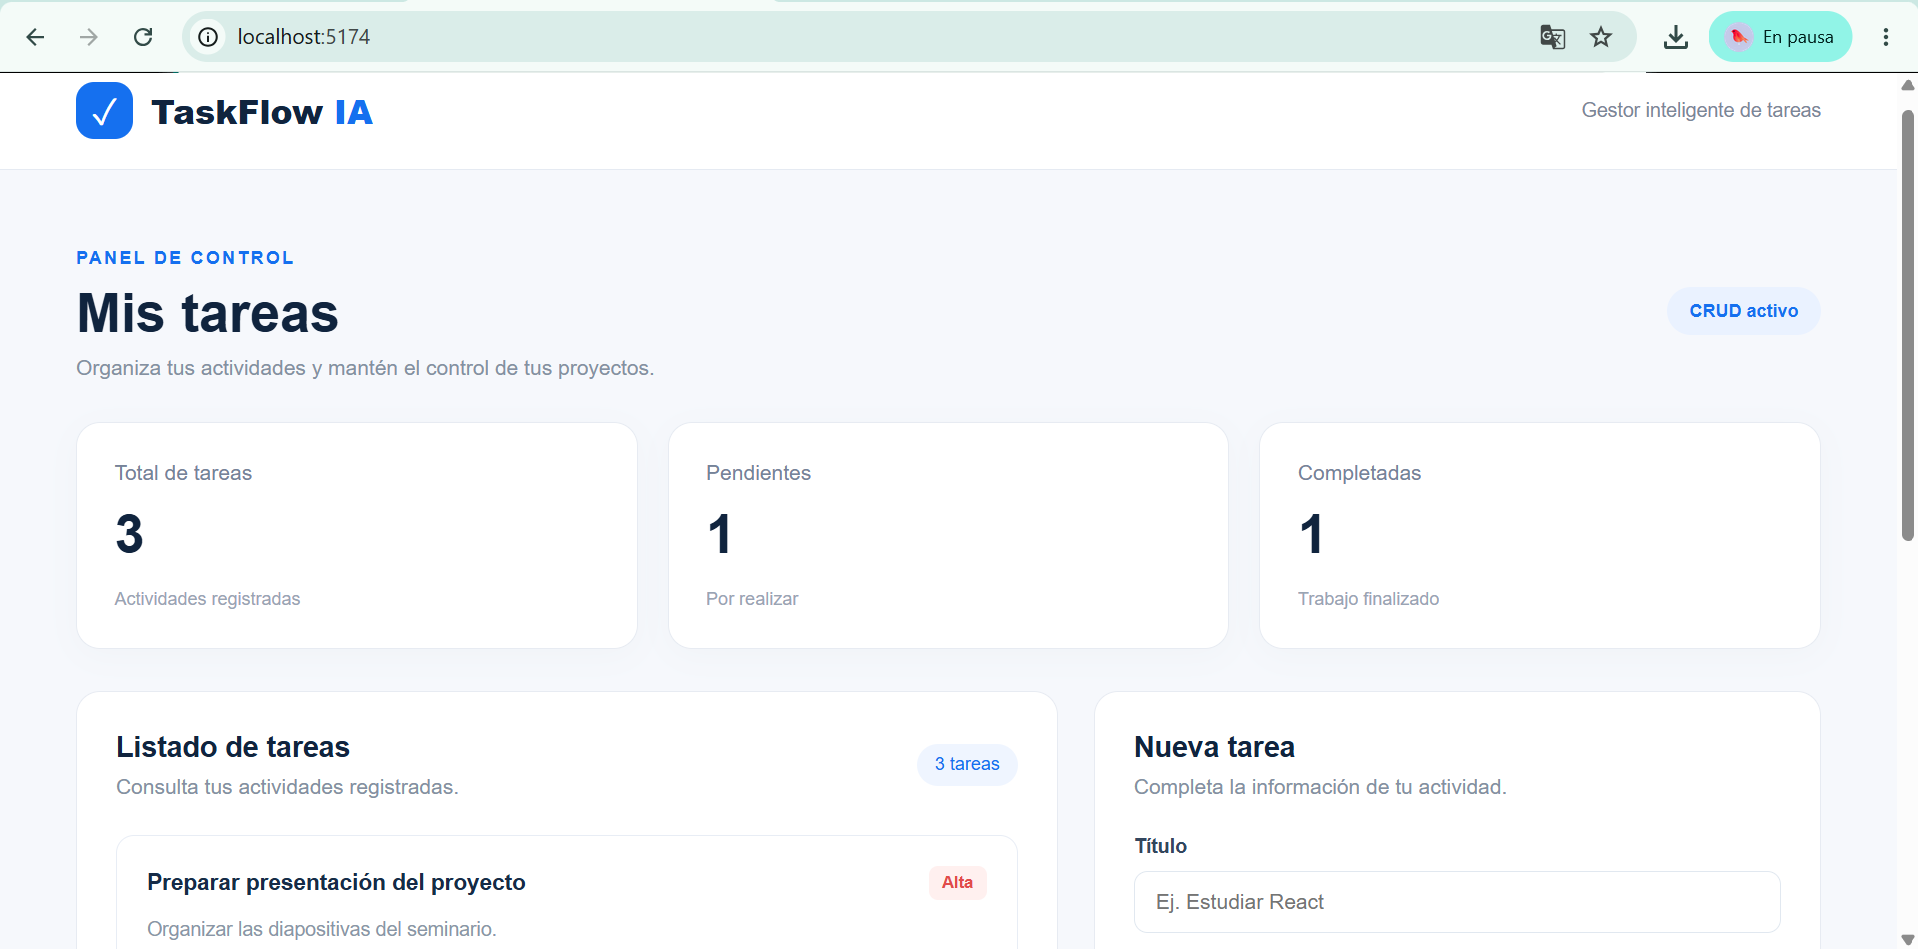 localhost:5174
En pausa
TaskFlow IA
Gestor inteligente de tareas
PANEL DE CONTROL
Mis tareas
CRUD activo
Organiza tus actividades y mantén el control de tus proyectos.
Total de tareas
3
Actividades registradas
Pendientes
1
Por realizar
Completadas
1
Trabajo finalizado
Listado de tareas
Consulta tus actividades registradas.
3 tareas
Preparar presentación del proyecto
Alta
Organizar las diapositivas del seminario.
Nueva tarea
Completa la información de tu actividad.
Título
Ej. Estudiar React